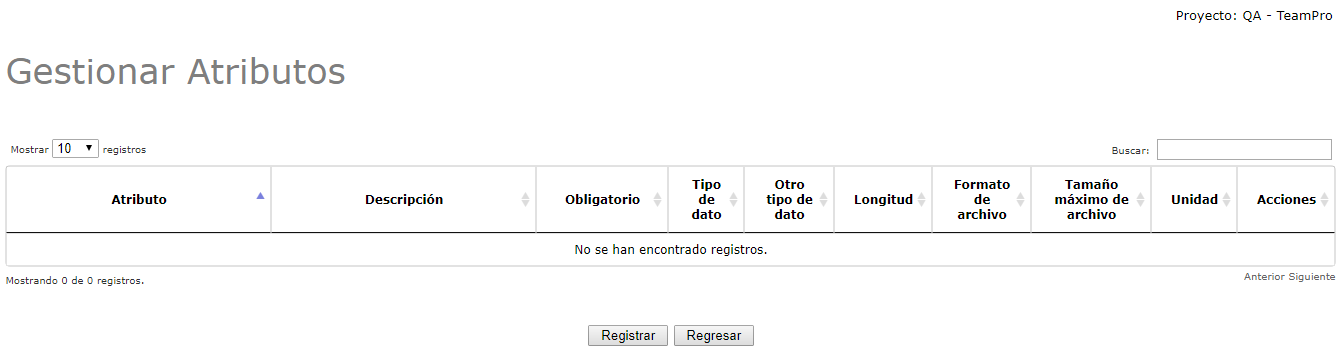 Proyecto: QA - TeamPro
Gestionar Atributos
Mostrar 10 registros
Buscar:
Atributo Descripción Obligatorio Tipo de dato Otro tipo de dato Longitud Formato de archivo Tamaño máximo de archivo Unidad Acciones
No se han encontrado registros.
Mostrando 0 de 0 registros.
Anterior Siguiente
Registrar Regresar